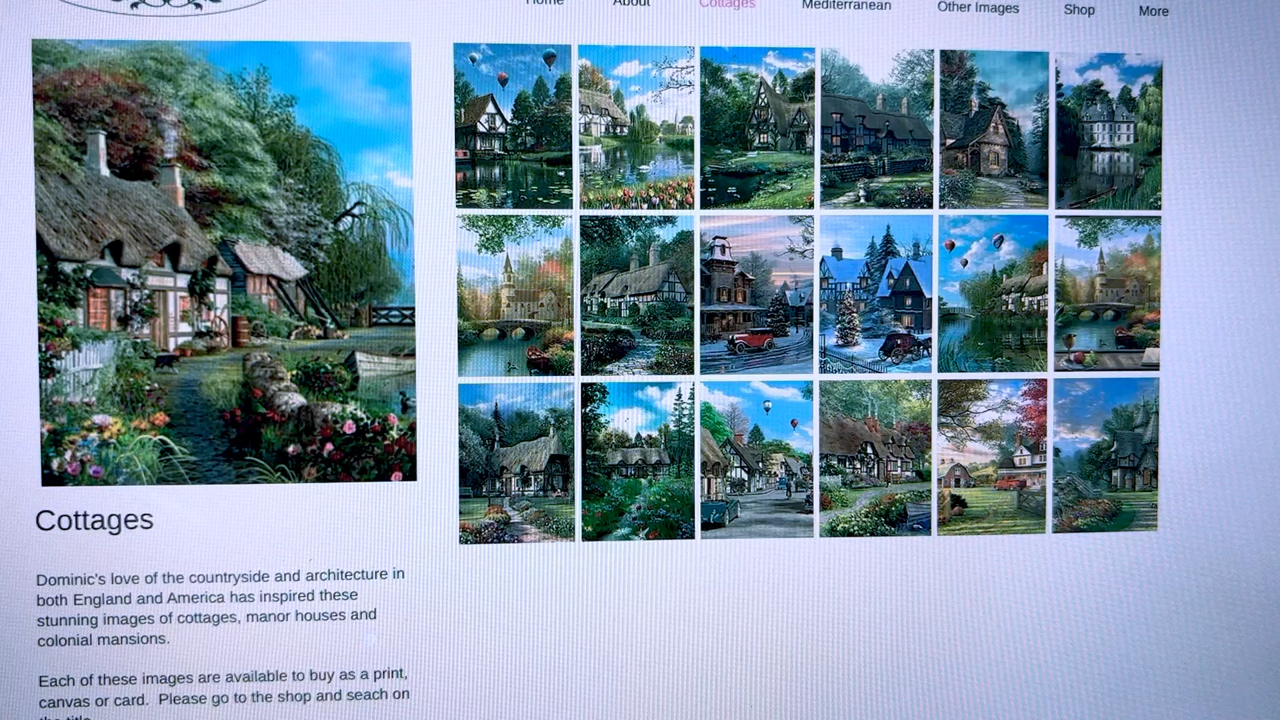 Home About Cottages Mediterranean Other Images Shop More
Cottages
Dominic's love of the countryside and architecture in
both England and America has inspired these
stunning images of cottages, manor houses and
colonial mansions.
Each of these images are available to buy as a print,
canvas or card. Please go to the shop and seach on
the title